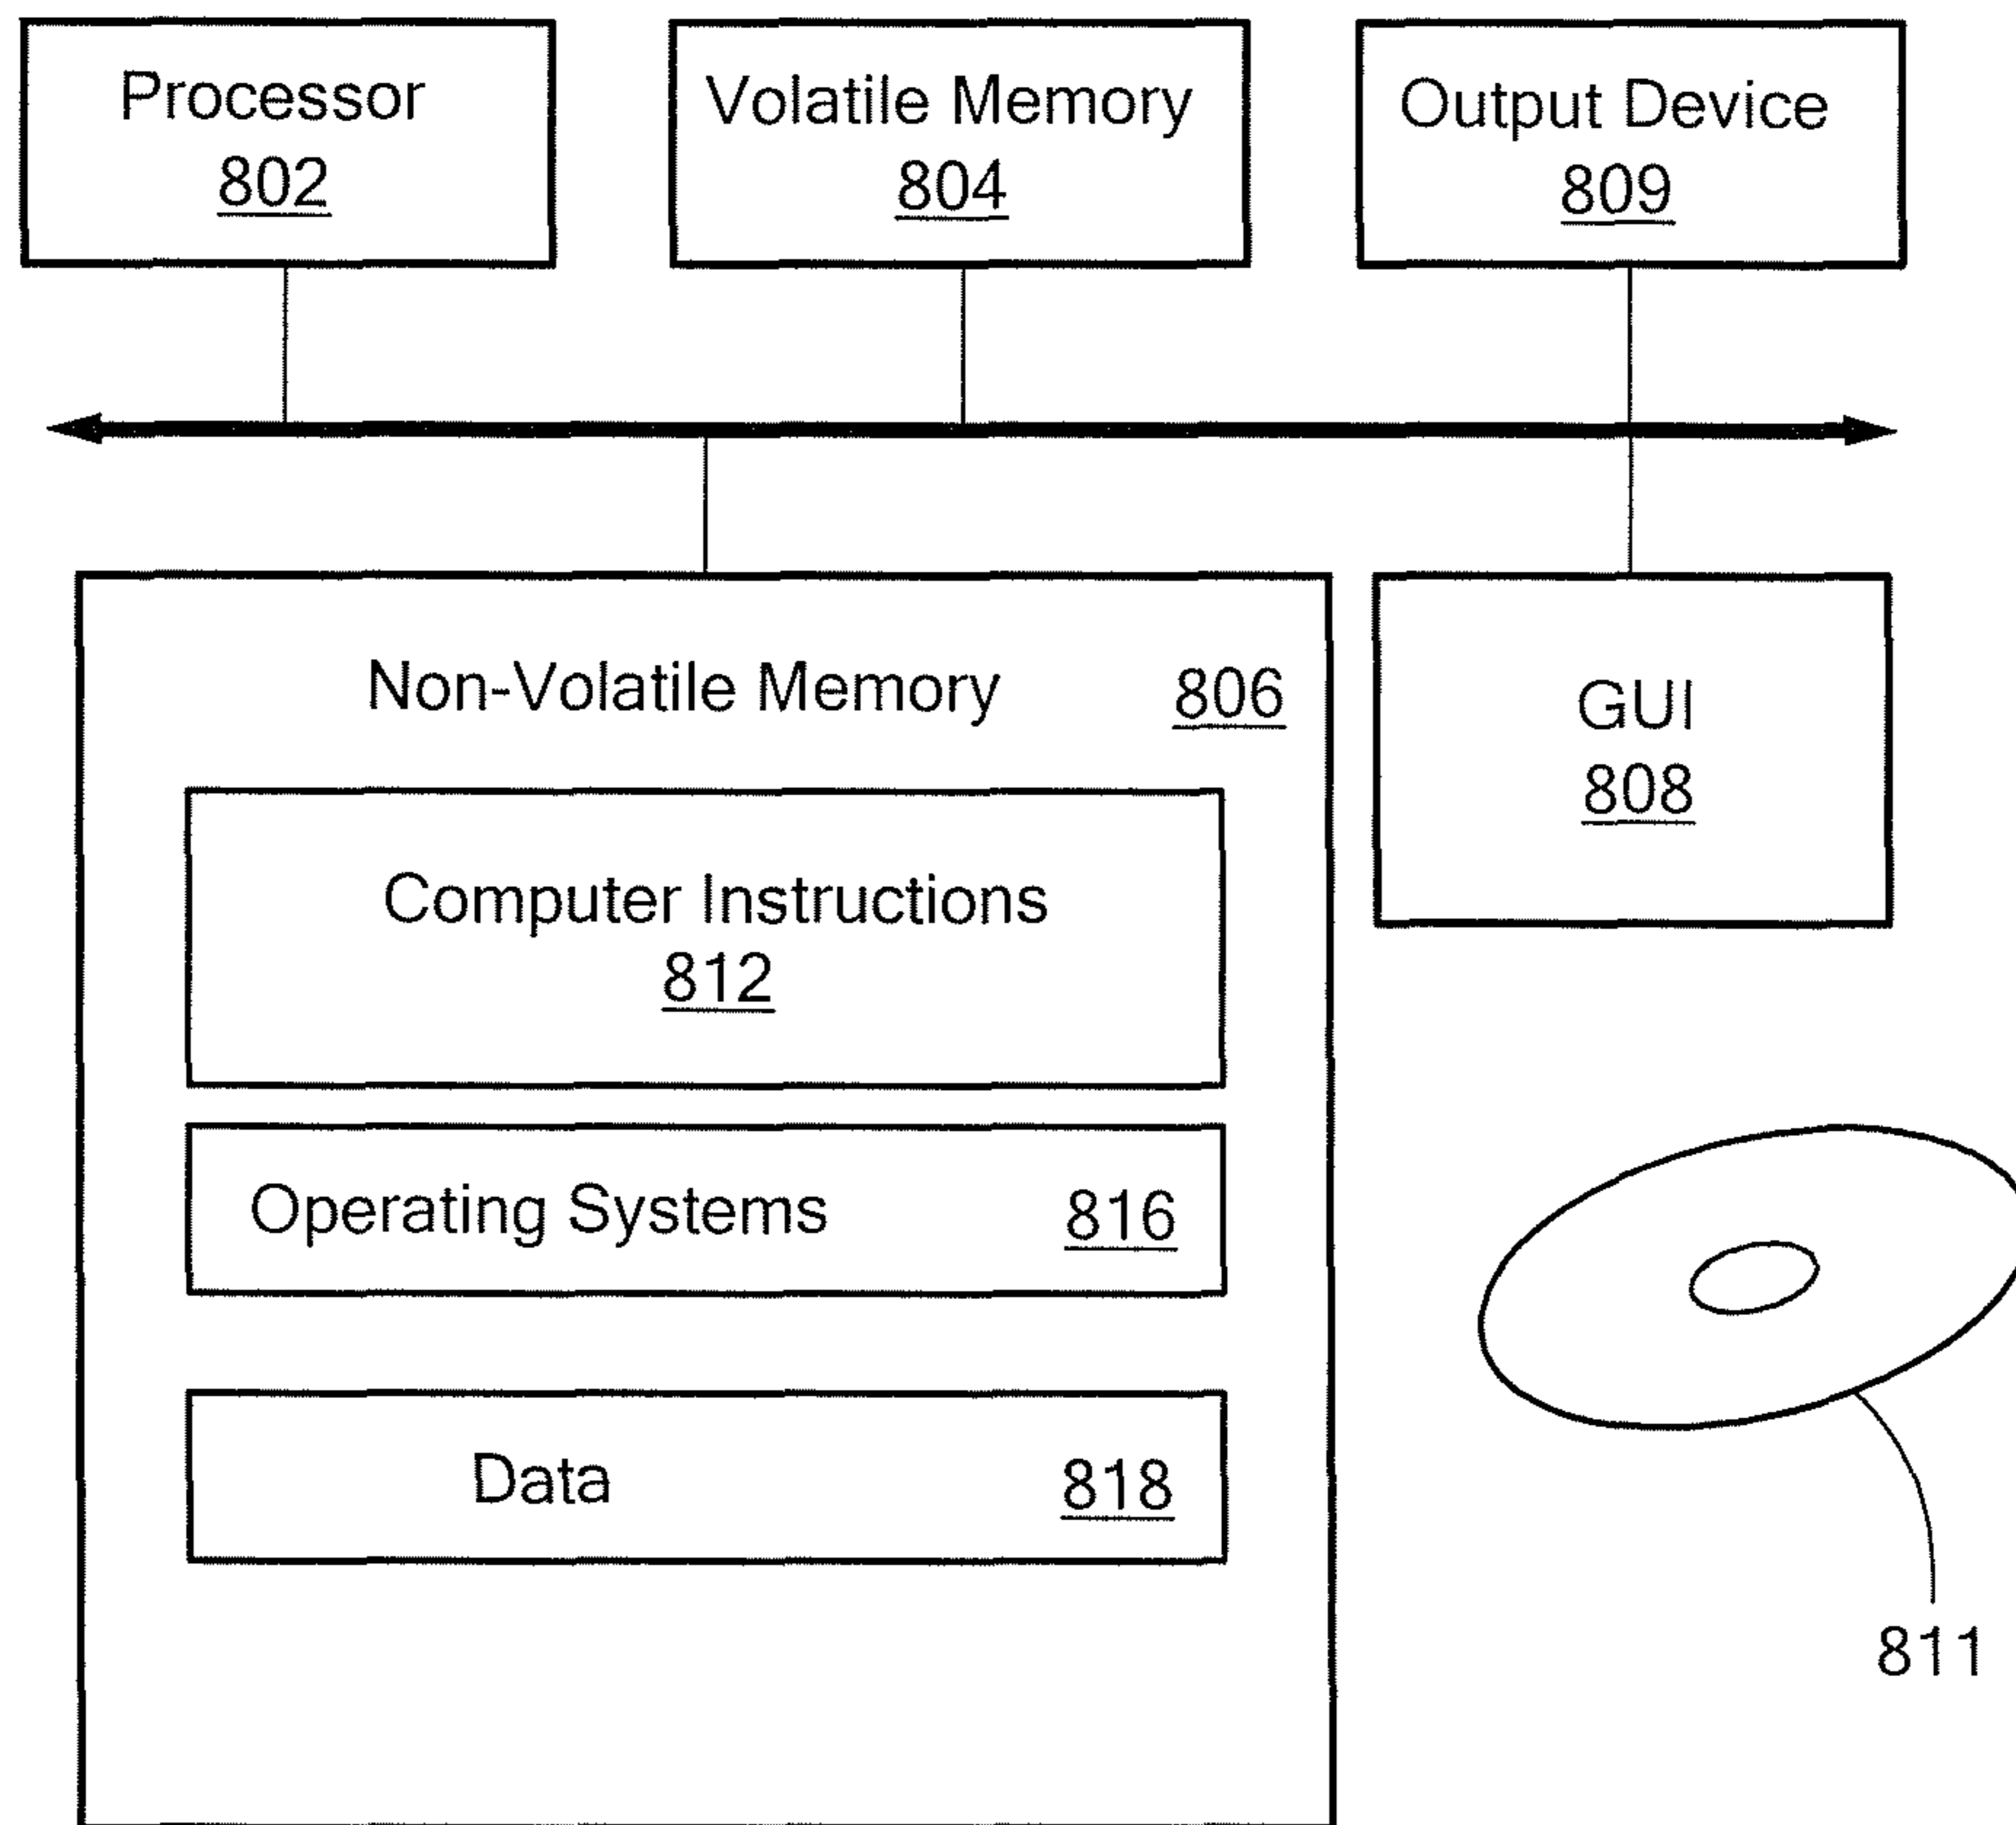 Processor
802
Volatile Memory
804
Output Device
809
Non-Volatile Memory 806
GUI
808
Computer Instructions
812
Operating Systems 816
Data 818
811